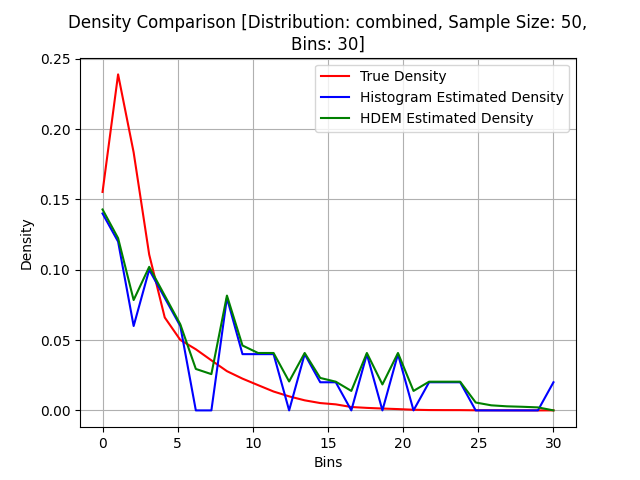 Density Comparison [Distribution: combined, Sample Size: 50,
Bins: 30]
True Density
Histogram Estimated Density
HDEM Estimated Density
0.25
0.20
0.15
0.10
0.05
0.00
Density
0 5 10 15 20 25 30
Bins